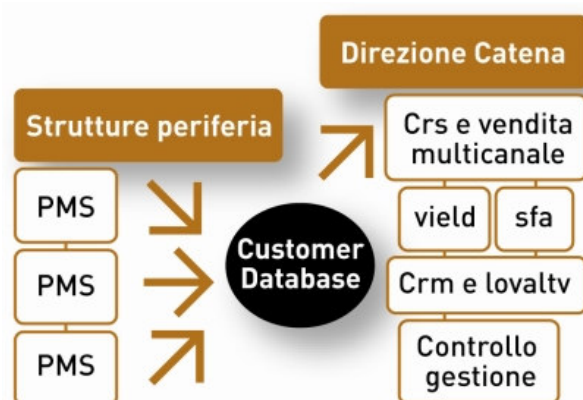 Direzione Catena
Strutture periferia
Crs e vendita
multicanale
PMS
vield
sfa
Customer
Database
PMS
Crm e lovaltv
PMS
Controllo
gestione